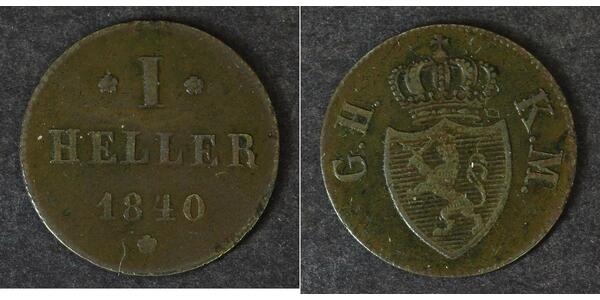 I
HELLER
1840
G. H. K. M.